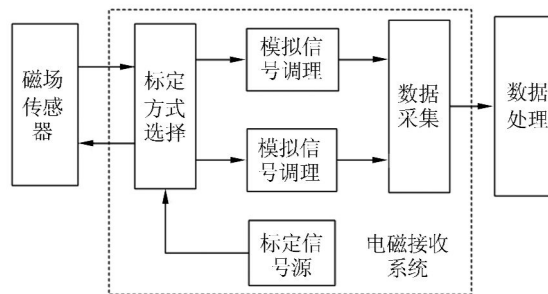 磁场
传感
器
标定
方式
选择
模拟信
号调理
模拟信
号调理
标定信
号源
数据
采集
电磁接收
系统
数据
处理